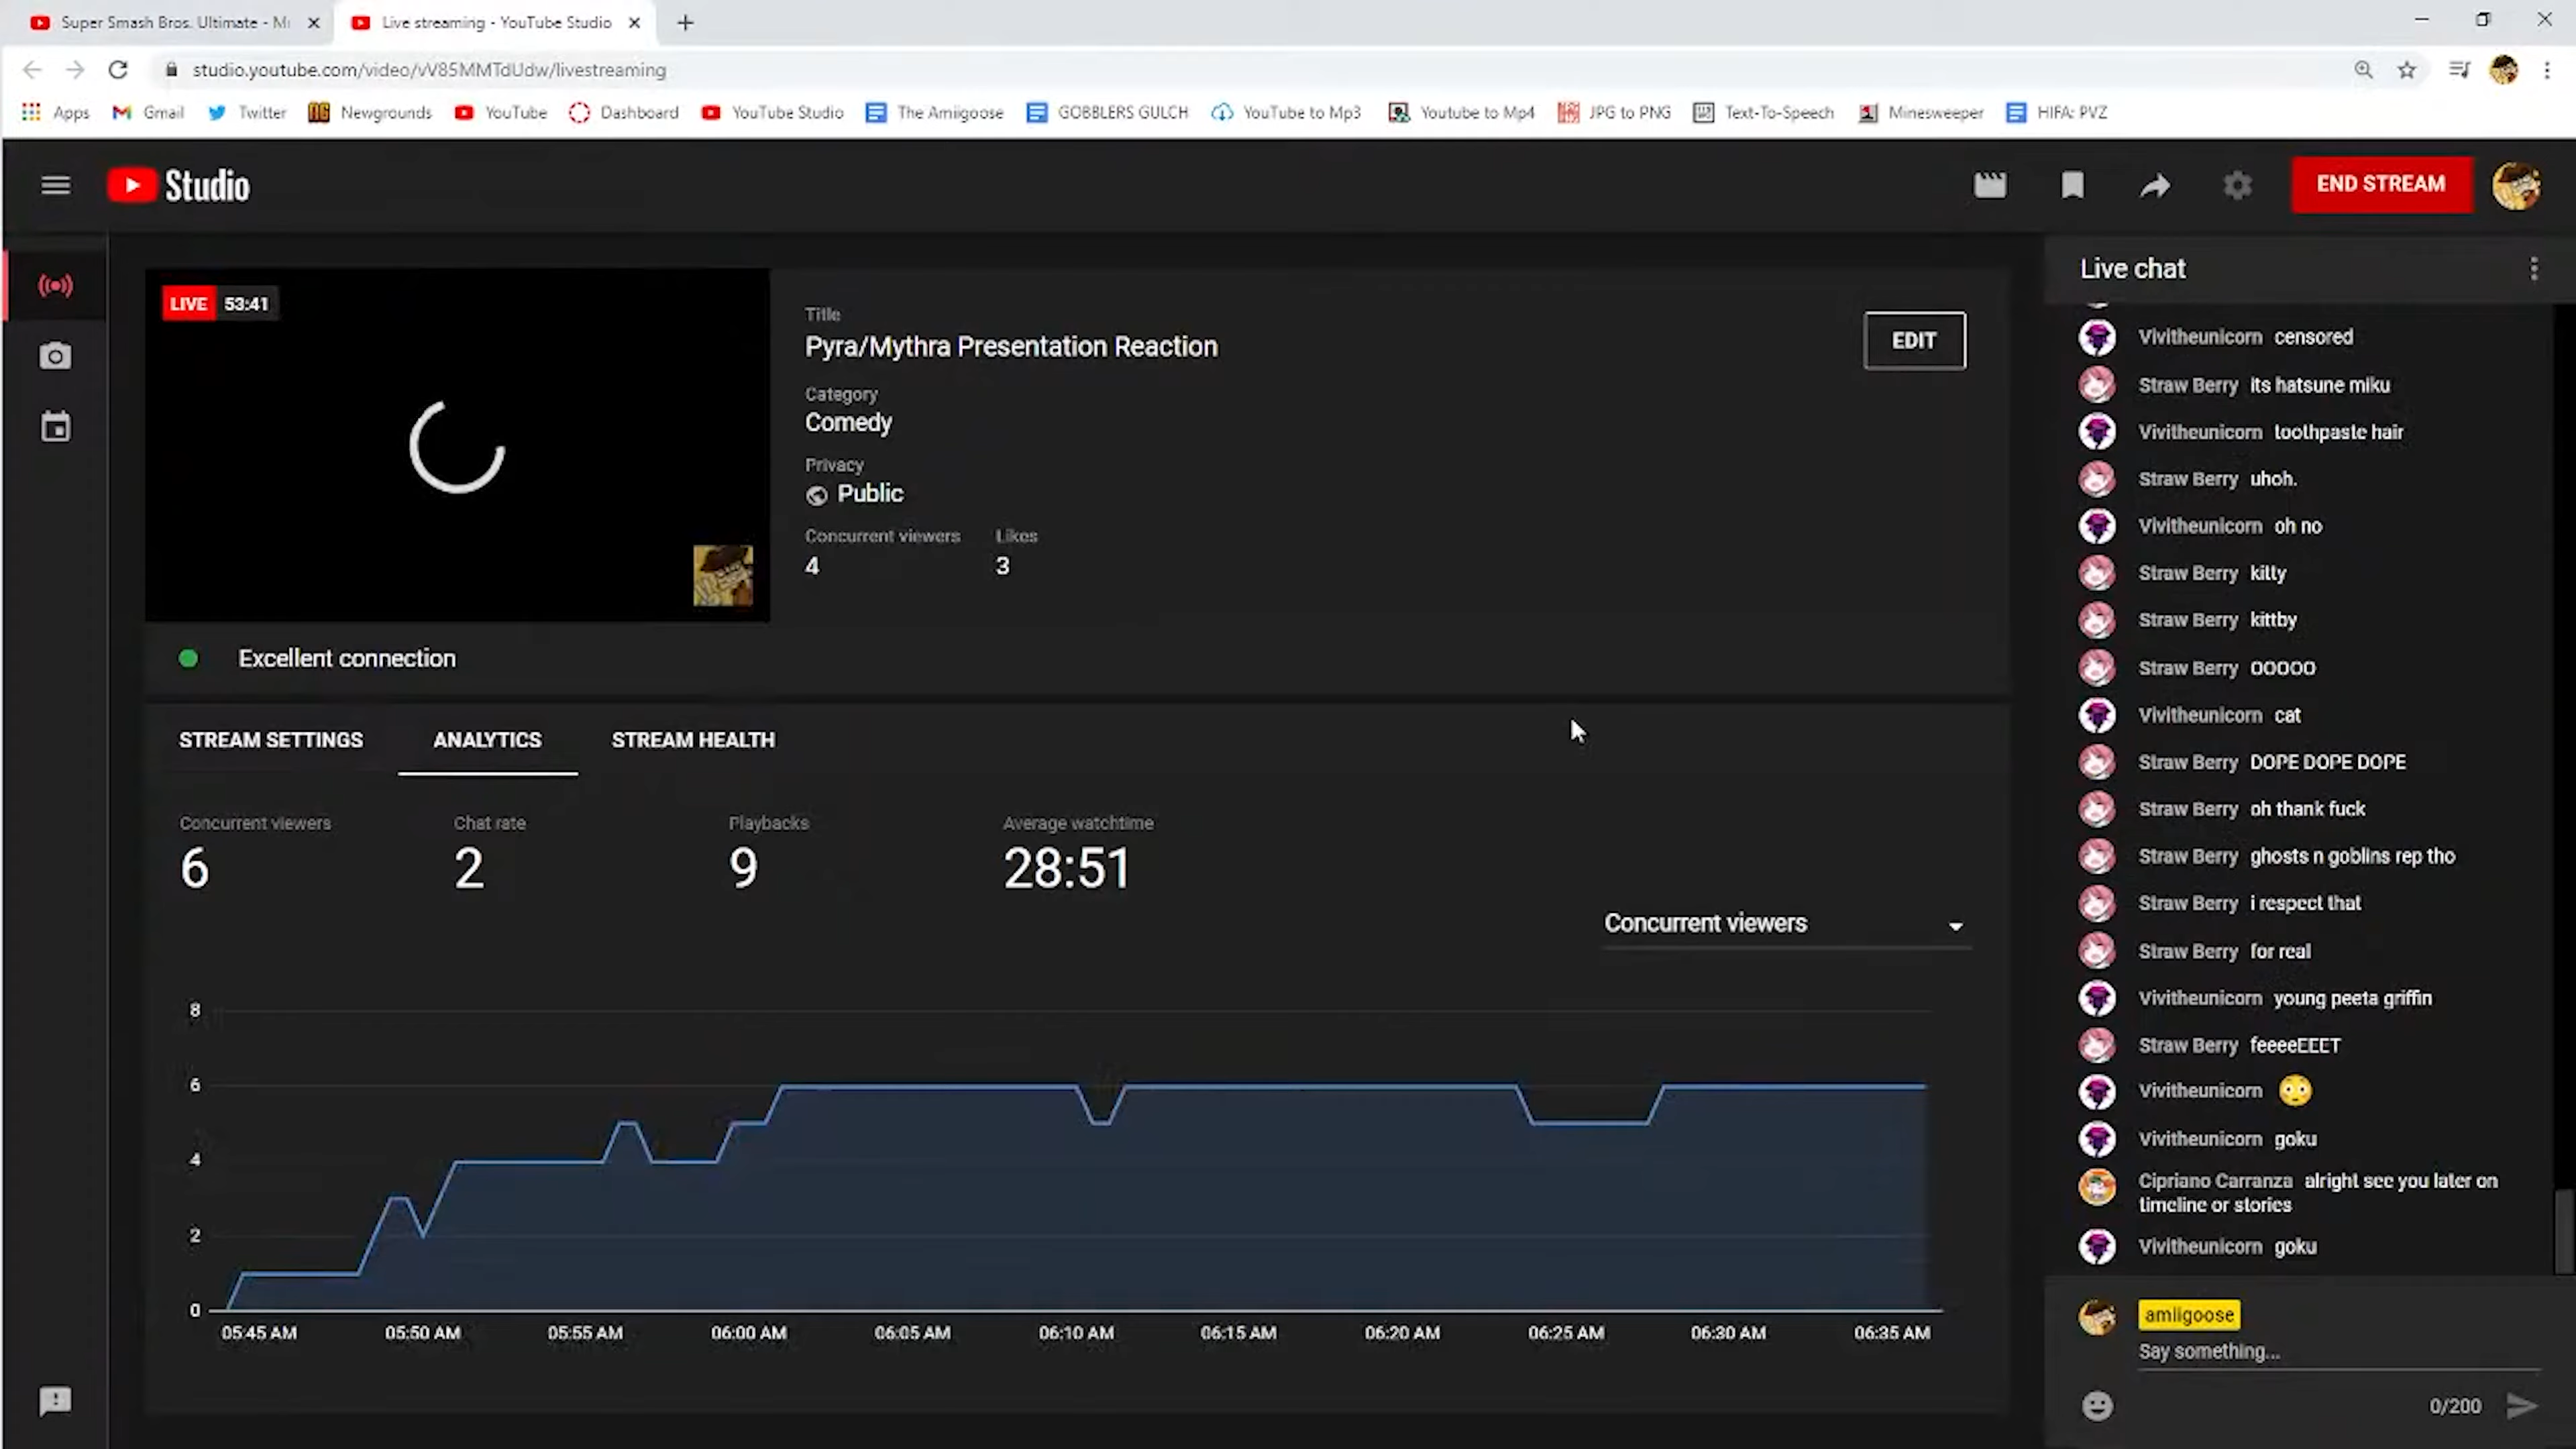 Super Smash Bros. Ultimate - M
Live streaming - YouTube Studio
studio.youtube.com/video/vV85MMTdUdw/livestreaming
Apps
Gmail
Twitter
Newgrounds
YouTube
Dashboard
YouTube Studio
The Amiigoose
GOBBLERS GULCH
YouTube to Mp3
Youtube to Mp4
JPG to PNG
Text-To-Speech
Minesweeper
HIFA: PVZ
Studio
END STREAM
LIVE 53:41
Title
Pyra/Mythra Presentation Reaction
EDIT
Category
Comedy
Privacy
Public
Concurrent viewers Likes
4 3
Excellent connection
STREAM SETTINGS ANALYTICS STREAM HEALTH
Concurrent viewers Chat rate Playbacks Average watchtime
6 2 9 28:51
Concurrent viewers
8
6
4
2
0
05:45 AM 05:50 AM 05:55 AM 06:00 AM 06:05 AM 06:10 AM 06:15 AM 06:20 AM 06:25 AM 06:30 AM 06:35 AM
Live chat
Vivitheunicorn censored
Straw Berry its hatsune miku
Vivitheunicorn toothpaste hair
Straw Berry uhoh.
Vivitheunicorn oh no
Straw Berry kitty
Straw Berry kittby
Straw Berry OOOOO
Vivitheunicorn cat
Straw Berry DOPE DOPE DOPE
Straw Berry oh thank fuck
Straw Berry ghosts n goblins rep tho
Straw Berry i respect that
Straw Berry for real
Vivitheunicorn young peeta griffin
Straw Berry feeeeEEET
Vivitheunicorn 😳
Vivitheunicorn goku
Cipriano Carranza alright see you later on
timeline or stories
Vivitheunicorn goku
amiigoose
Say something...
0/200